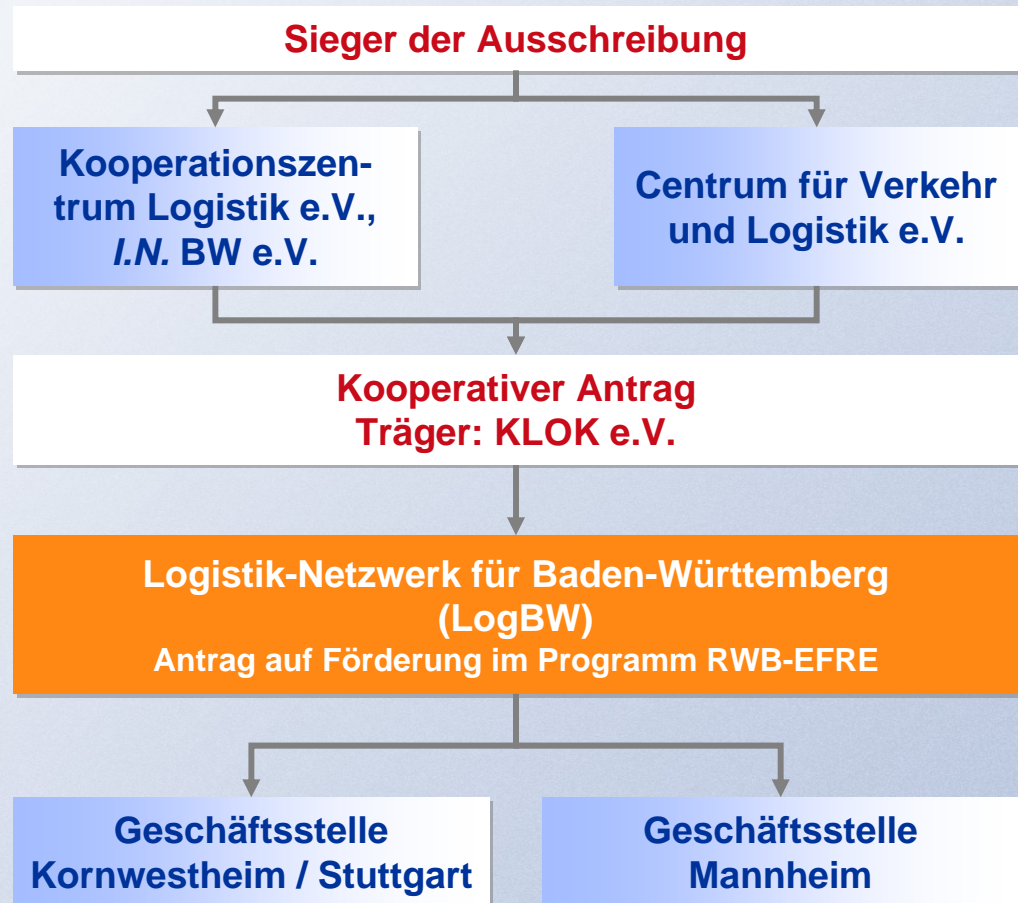 Sieger der Ausschreibung
Kooperationszen-
trum Logistik e.V.,
I.N. BW e.V.
Centrum für Verkehr
und Logistik e.V.
Kooperativer Antrag
Träger: KLOK e.V.
Logistik-Netzwerk für Baden-Württemberg
(LogBW)
Antrag auf Förderung im Programm RWB-EFRE
Geschäftsstelle
Kornwestheim / Stuttgart
Geschäftsstelle
Mannheim